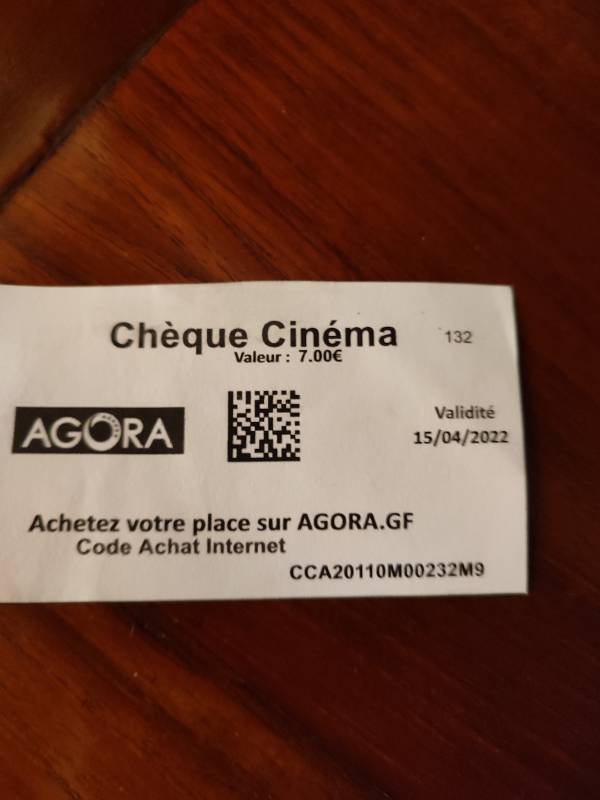 Chèque Cinéma 132
Valeur : 7.00€
AGORA
Validité
15/04/2022
Achetez votre place sur AGORA.GF
Code Achat Internet
CCA20110M00232M9